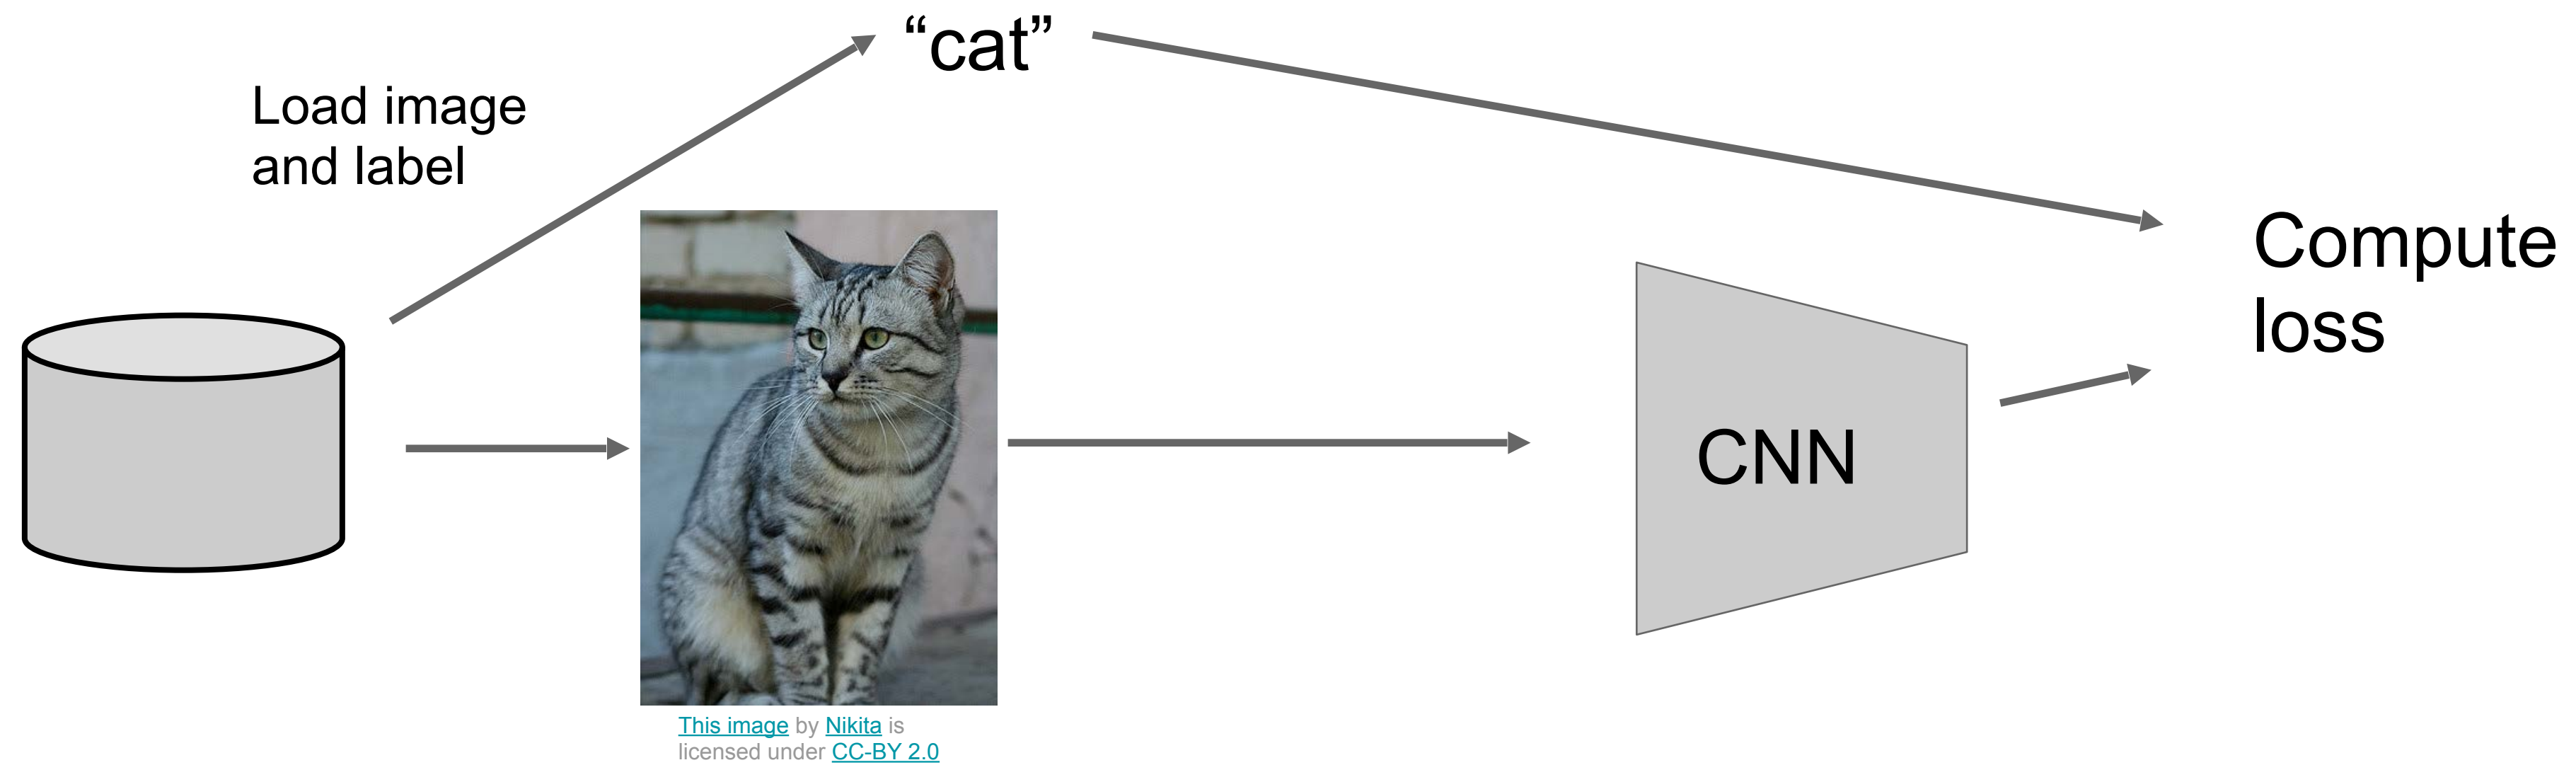 “cat”
Load image
and label
Compute
loss
CNN
This image by Nikita is
licensed under CC-BY 2.0